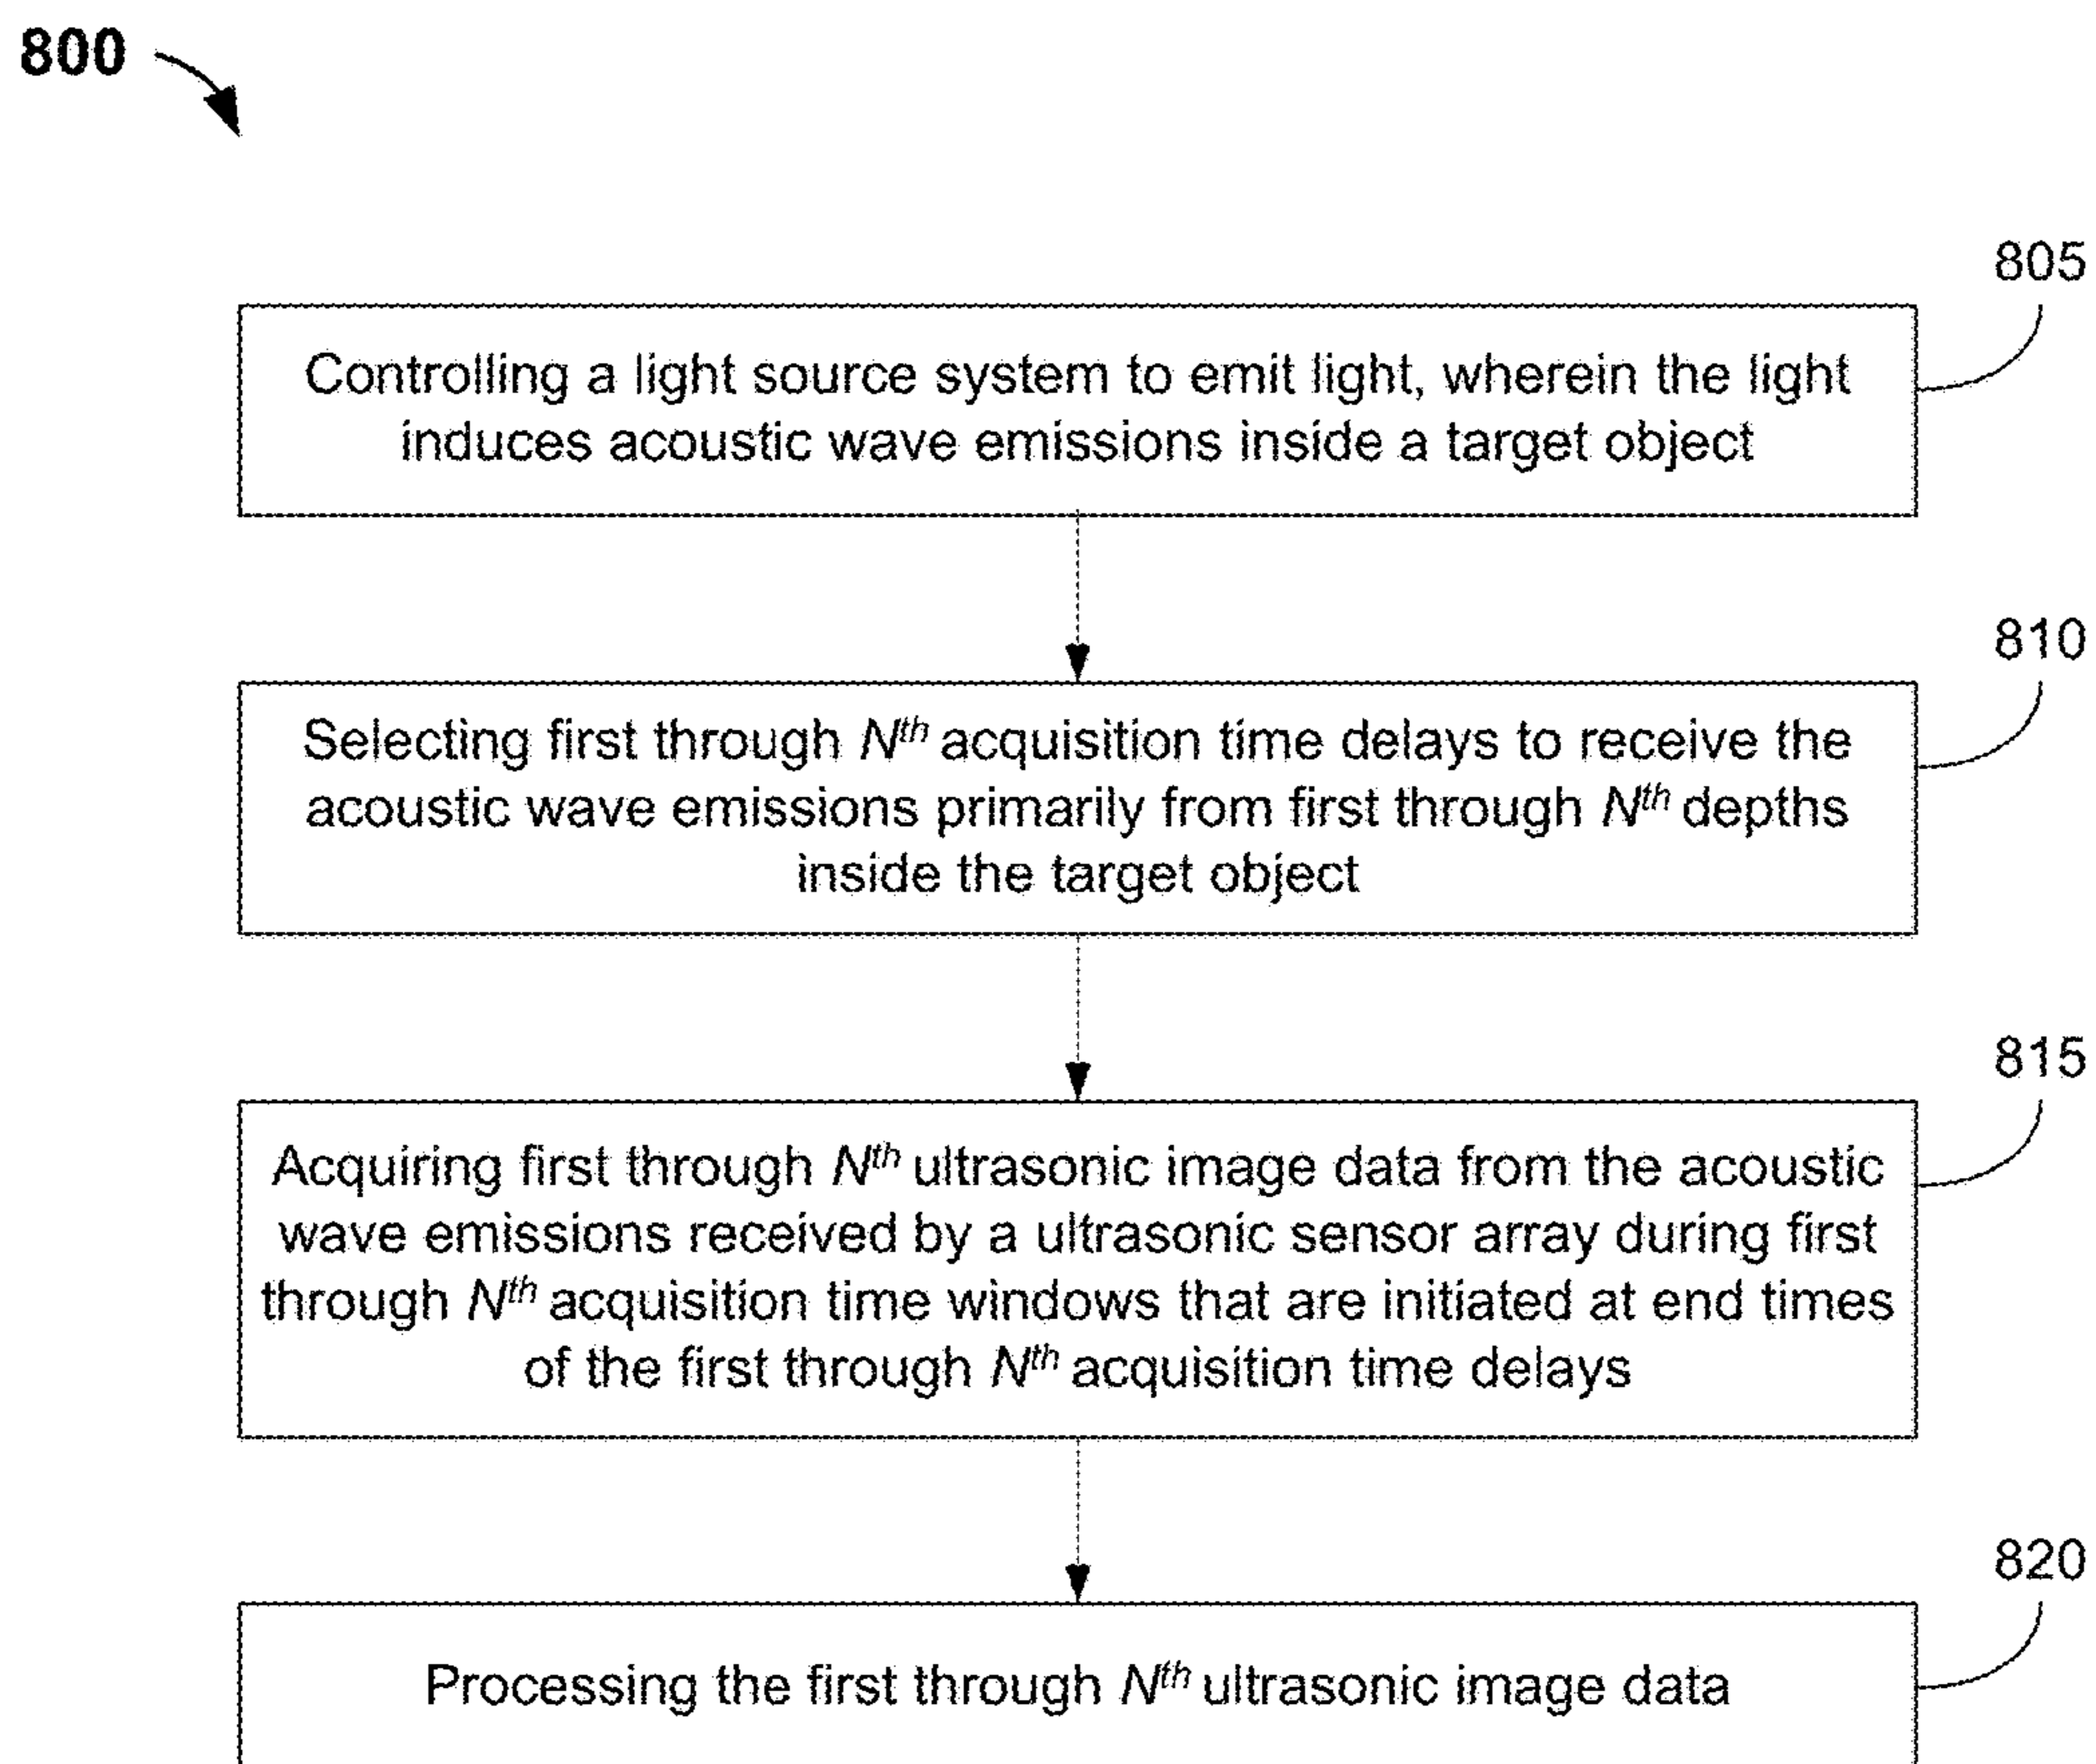 800
805
Controlling a light source system to emit light, wherein the light
induces acoustic wave emissions inside a target object
810
Selecting first through Nth acquisition time delays to receive the
acoustic wave emissions primarily from first through Nth depths
inside the target object
815
Acquiring first through Nth ultrasonic image data from the acoustic
wave emissions received by a ultrasonic sensor array during first
through Nth acquisition time windows that are initiated at end times
of the first through Nth acquisition time delays
820
Processing the first through Nth ultrasonic image data